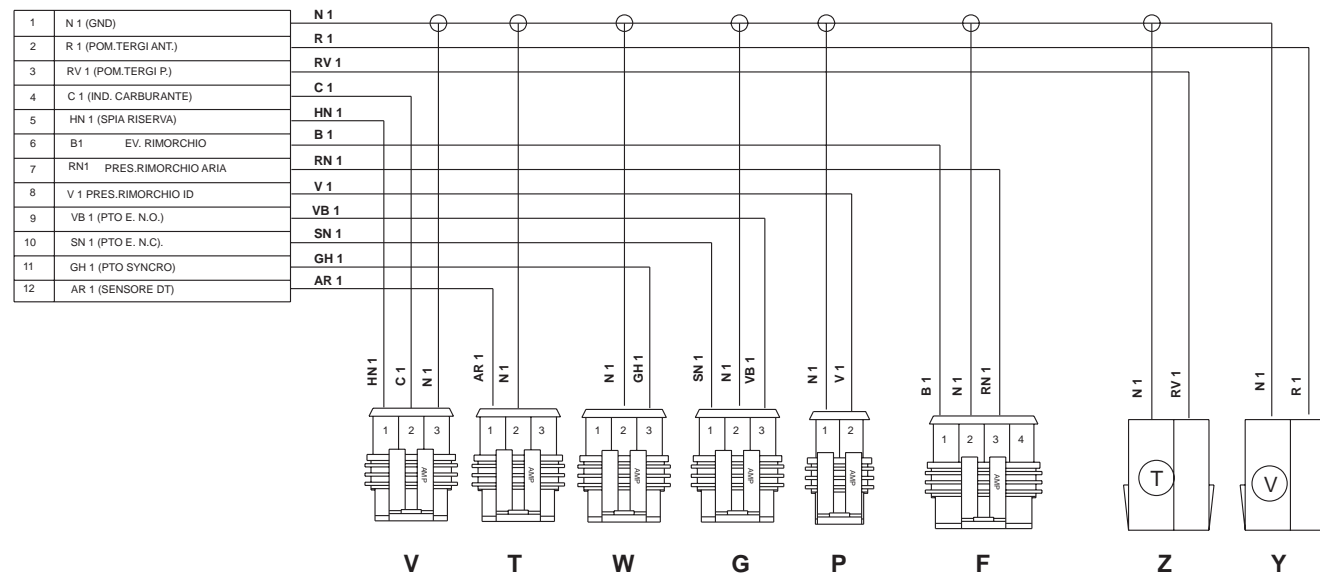 1 N 1 (GND) N 1
2 R 1 (POM.TERGI ANT.) R 1
3 RV 1 (POM.TERGI P.) RV 1
4 C 1 (IND. CARBURANTE) C 1
5 HN 1 (SPIA RISERVA) HN 1
6 B1 EV. RIMORCHIO B 1
7 RN1 PRES.RIMORCHIO ARIA RN 1
8 V 1 PRES.RIMORCHIO ID V 1
9 VB 1 (PTO E. N.O.) VB 1
10 SN 1 (PTO E. N.C). SN 1
11 GH 1 (PTO SYNCRO) GH 1
12 AR 1 (SENSORE DT) AR 1
HN 1 C 1 N 1 AR 1 N 1 N 1 GH 1 SN 1 N 1 VB 1 N 1 V 1 B 1 N 1 RN 1 N 1 RV 1 N 1 R 1
1 2 3 1 2 3 1 2 3 1 2 3 1 2 1 2 3 4
AMP AMP AMP AMP AMP AMP T V
V T W G P F Z Y